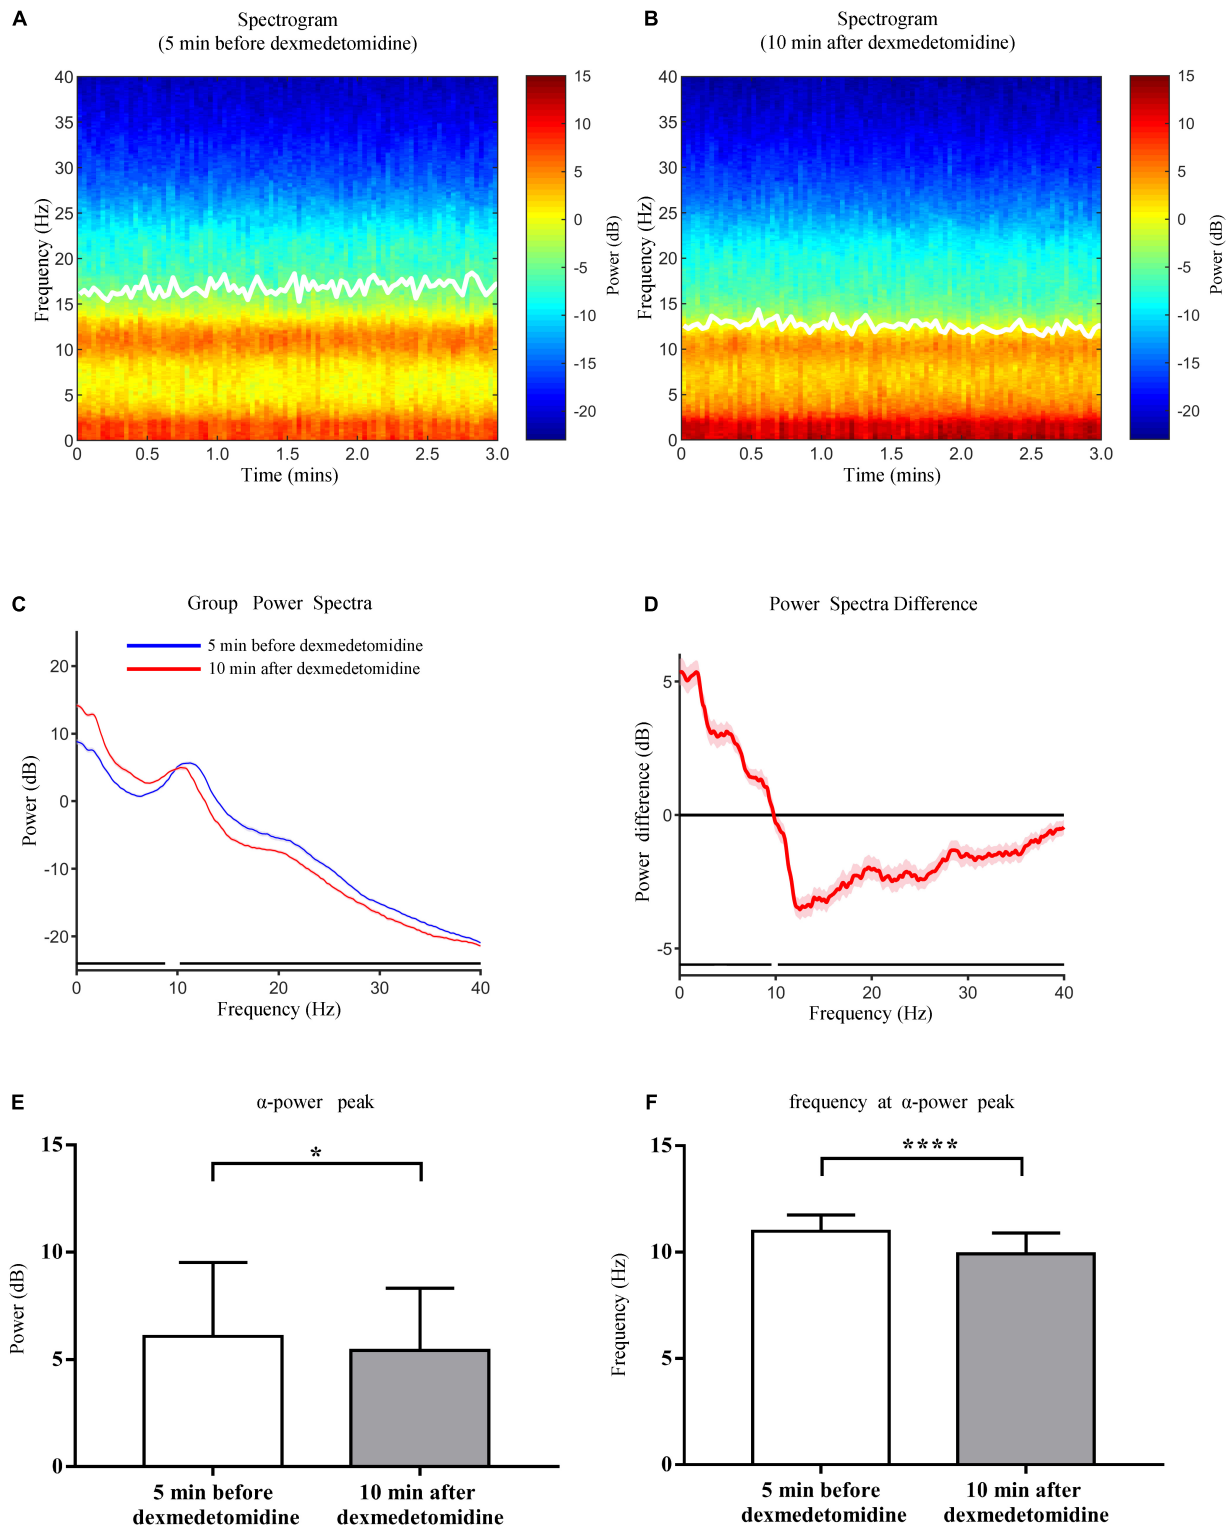 A
Spectrogram
(5 min before dexmedetomidine)
40
35
30
25
20
15
10
5
0
Frequency (Hz)
0 0.5 1.0 1.5 2.0 2.5 3.0
Time (mins)
15
10
5
0
-5
-10
-15
-20
Power (dB)
B
Spectrogram
(10 min after dexmedetomidine)
40
35
30
25
20
15
10
5
0
Frequency (Hz)
0 0.5 1.0 1.5 2.0 2.5 3.0
Time (mins)
15
10
5
0
-5
-10
-15
-20
Power (dB)
C
Group Power Spectra
5 min before dexmedetomidine
10 min after dexmedetomidine
20
10
0
-10
-20
Power (dB)
0 10 20 30 40
Frequency (Hz)
D
Power Spectra Difference
5
0
-5
Power difference (dB)
0 10 20 30 40
Frequency (Hz)
E
α-power peak
15
10
5
0
Power (dB)
*
5 min before
dexmedetomidine
10 min after
dexmedetomidine
F
frequency at α-power peak
15
10
5
0
Frequency (Hz)
****
5 min before
dexmedetomidine
10 min after
dexmedetomidine